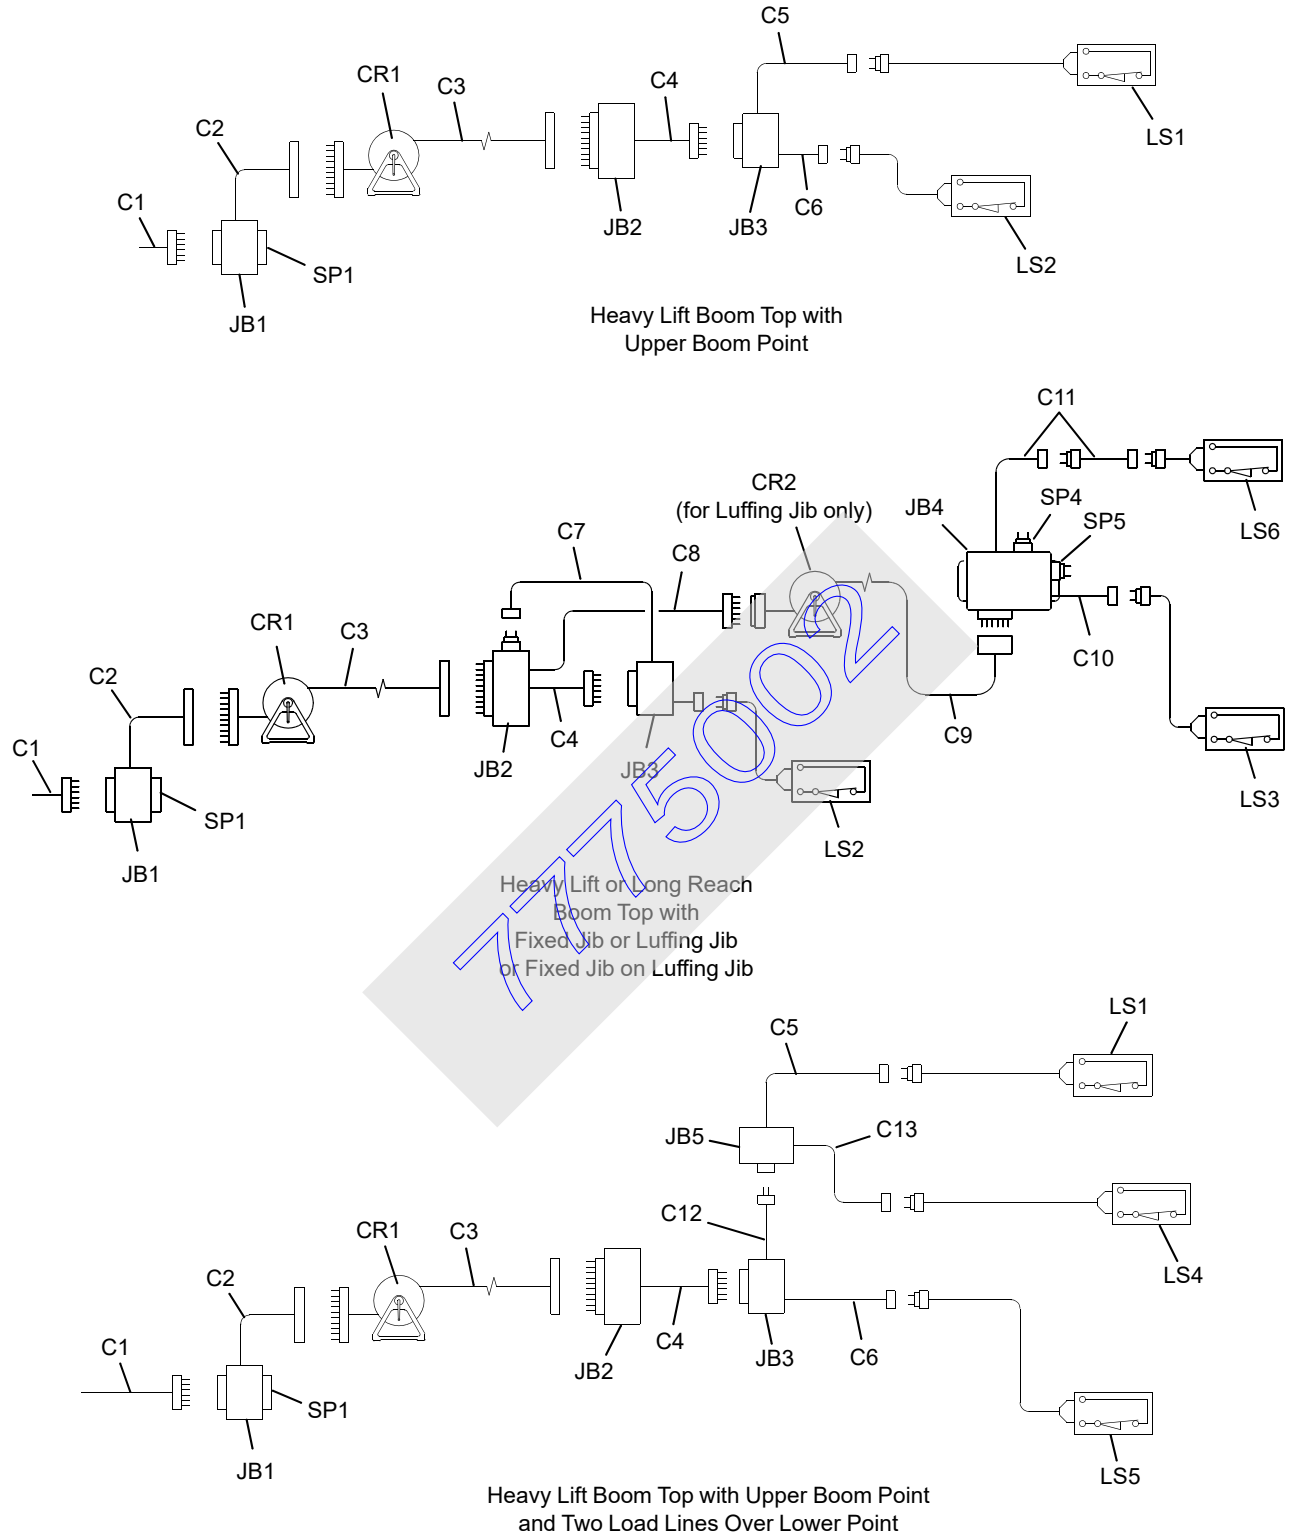 C5
CR1
C3
C4
C2
LS1
C1
C6
JB2
JB3
SP1
LS2
JB1
Heavy Lift Boom Top with
Upper Boom Point
C11
CR2
(for Luffing Jib only)
SP4
JB4
SP5
LS6
C7
C8
CR1
C3
C10
C2
C9
C4
C1
JB2
JB3
LS3
SP1
LS2
JB1
Heavy Lift or Long Reach
Boom Top with
Fixed Jib or Luffing Jib
or Fixed Jib on Luffing Jib
7775002
LS1
C5
JB5
C13
C12
CR1
C3
LS4
C2
C4
C1
JB3
C6
JB2
SP1
JB1
LS5
Heavy Lift Boom Top with Upper Boom Point
and Two Load Lines Over Lower Point